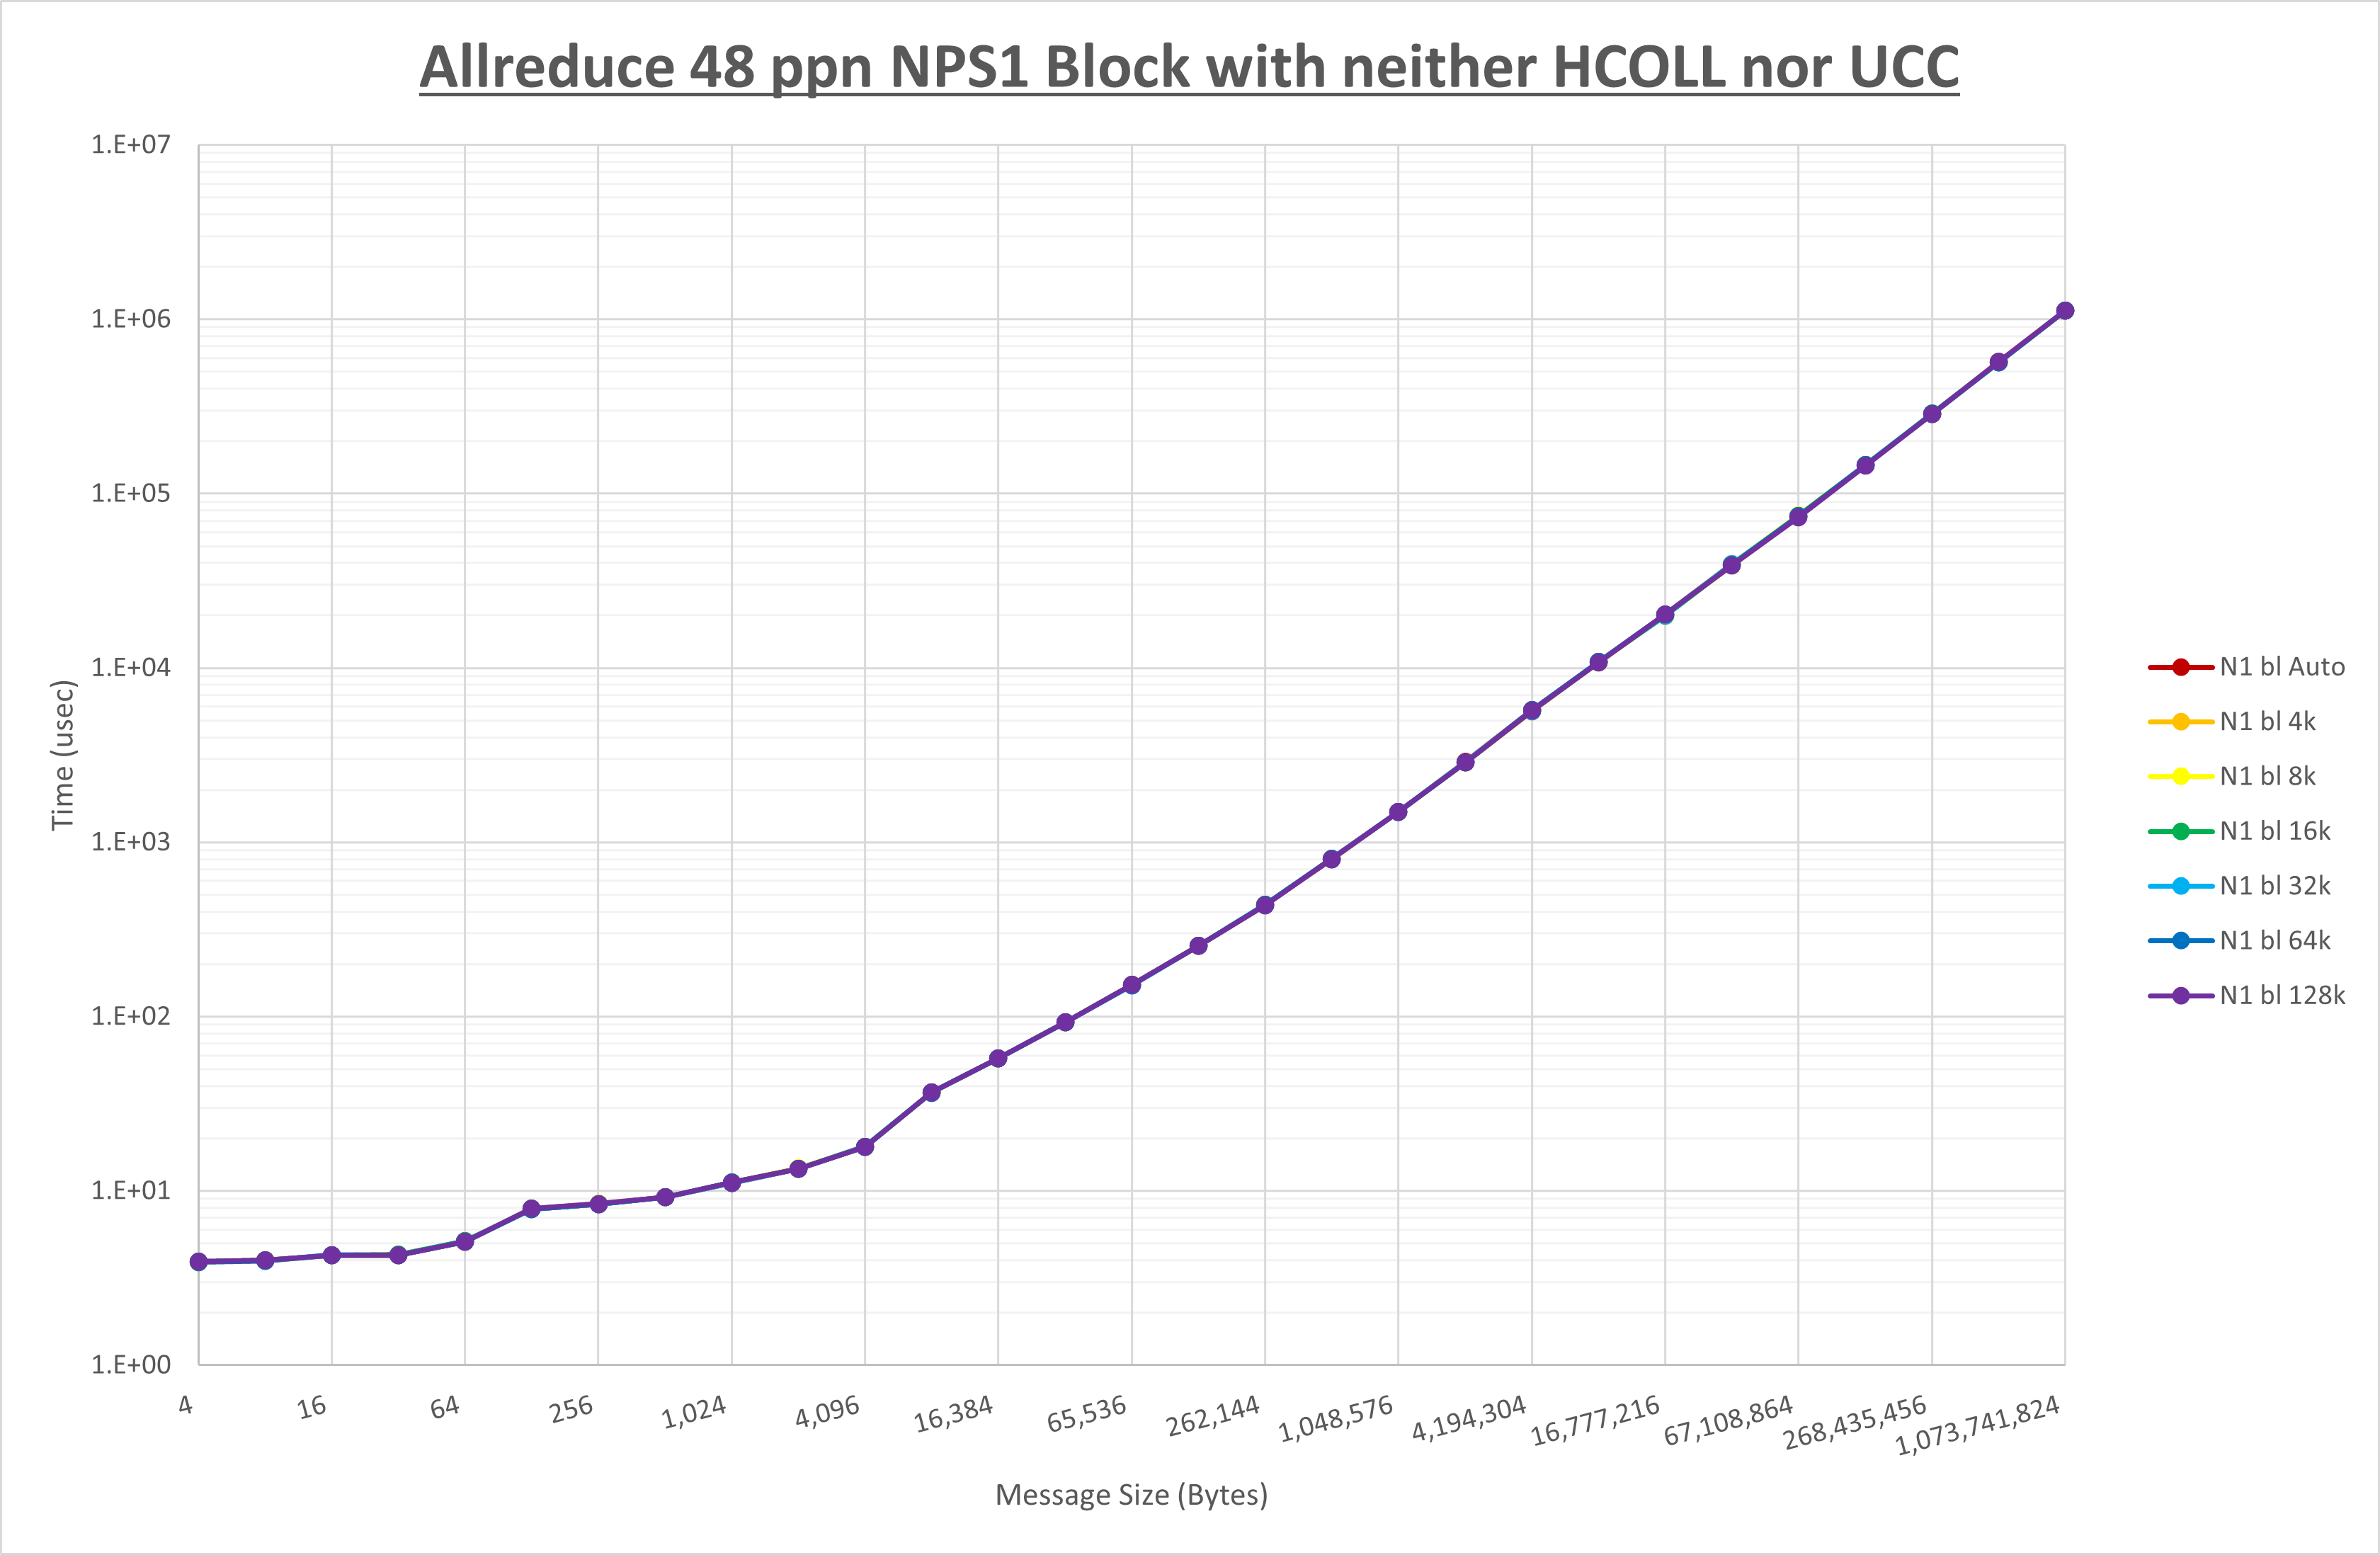 Allreduce 48 ppn NPS1 Block with neither HCOLL nor UCC
1.E+07
1.E+06
1.E+05
1.E+04
1.E+03
1.E+02
1.E+01
1.E+00
Time (usec)
4
16
64
256
1,024
4,096
16,384
65,536
262,144
1,048,576
4,194,304
16,777,216
67,108,864
268,435,456
1,073,741,824
Message Size (Bytes)
N1 bl Auto
N1 bl 4k
N1 bl 8k
N1 bl 16k
N1 bl 32k
N1 bl 64k
N1 bl 128k